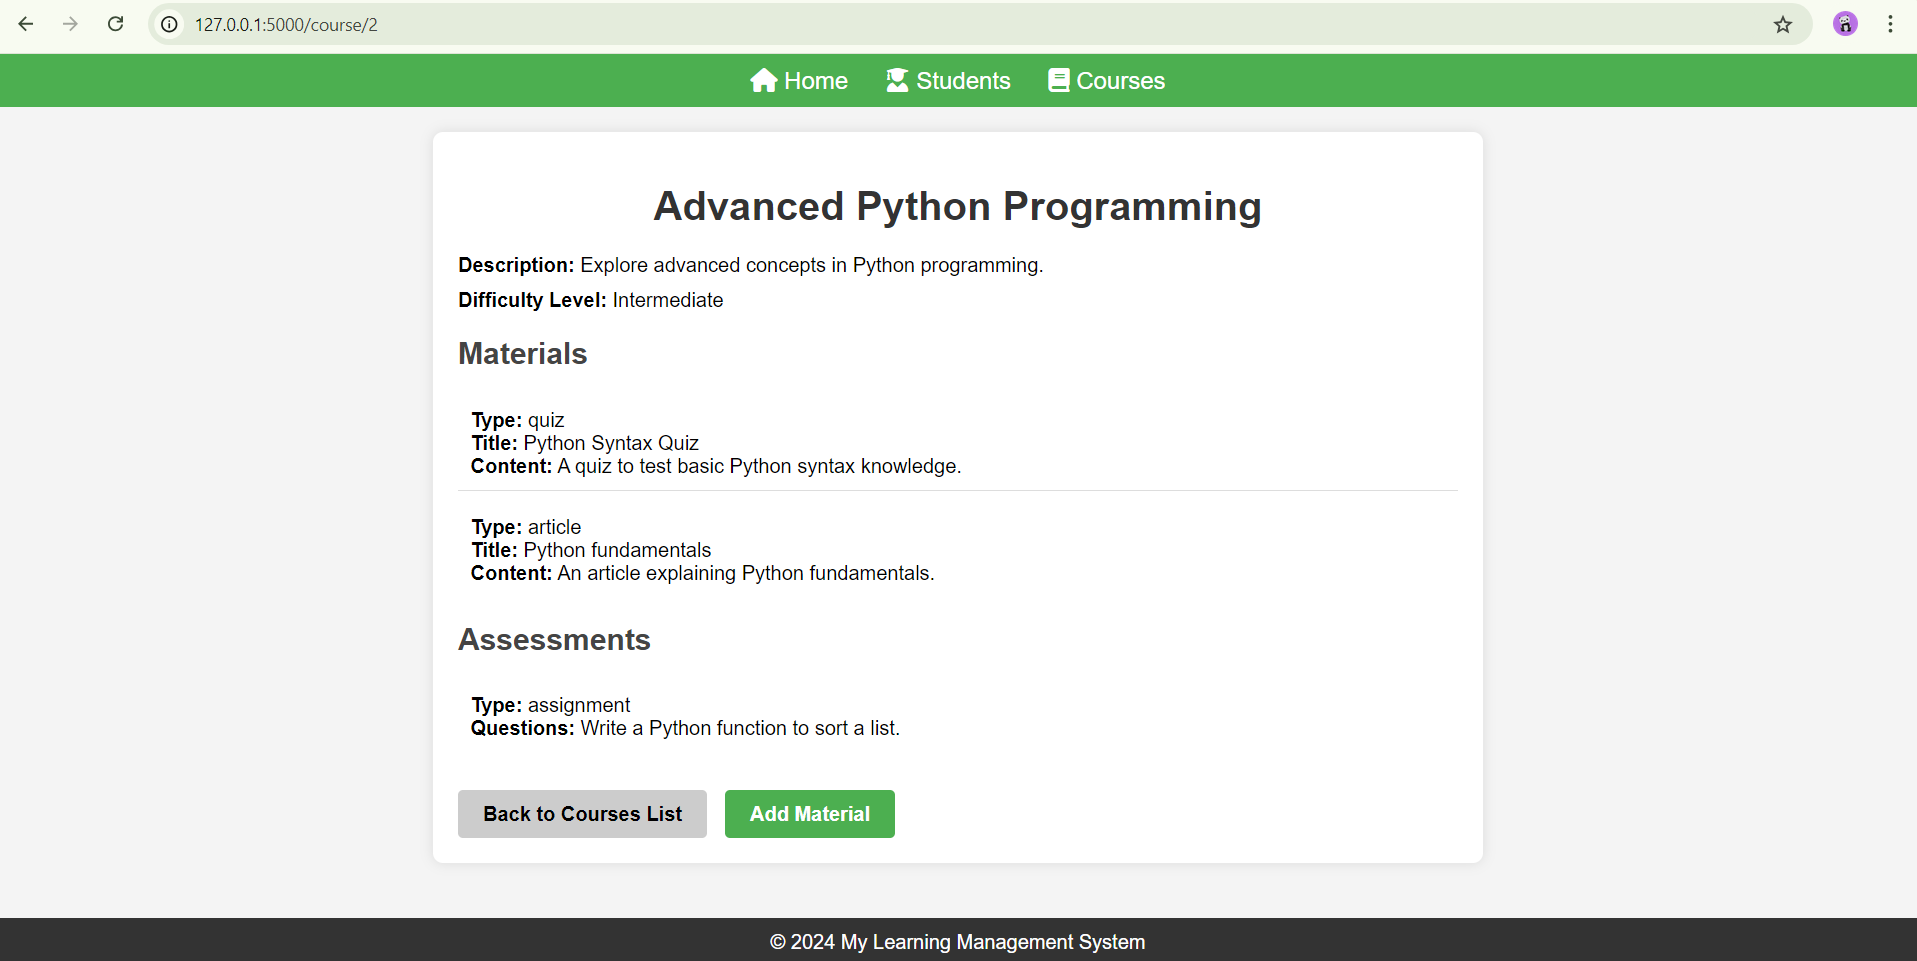 127.0.0.1:5000/course/2
Home Students Courses
Advanced Python Programming
Description: Explore advanced concepts in Python programming.
Difficulty Level: Intermediate
Materials
Type: quiz
Title: Python Syntax Quiz
Content: A quiz to test basic Python syntax knowledge.
Type: article
Title: Python fundamentals
Content: An article explaining Python fundamentals.
Assessments
Type: assignment
Questions: Write a Python function to sort a list.
Back to Courses List Add Material
© 2024 My Learning Management System